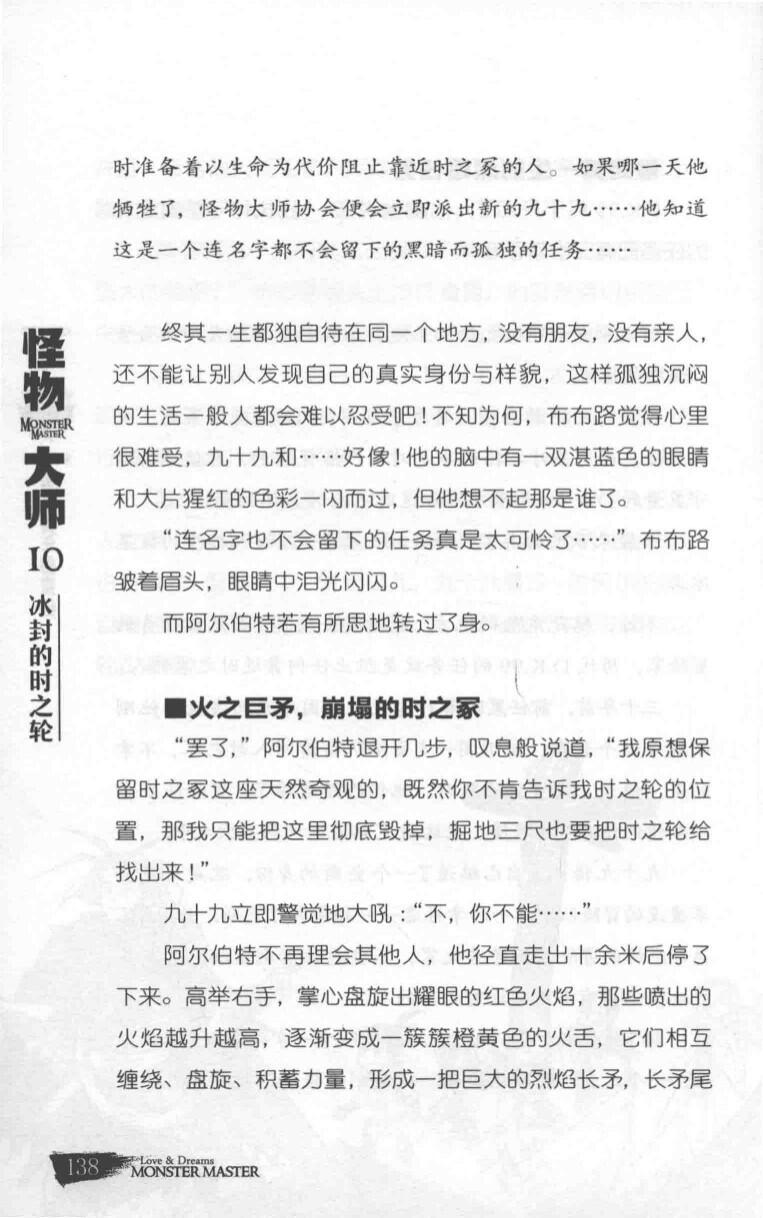 时准备着以生命为代价阻止靠近时之冢的人。如果哪一天他
牺牲了，怪物大师协会便会立即派出新的九十九……他知道
这是一个连名字都不会留下的黑暗而孤独的任务………
终其一生都独自待在同一个地方，没有朋友，没有亲人，
还不能让别人发现自己的真实身份与样貌，这样孤独沉闷
的生活一般人都会难以忍受吧！不知为何，布布路觉得心里
很难受，九十九和……好像！他的脑中有一双湛蓝色的眼睛
和大片猩红的色彩一闪而过，但他想不起那是谁了。
“连名字也不会留下的任务真是太可怜了……”布布路
皱着眉头，眼睛中泪光闪闪。
而阿尔伯特若有所思地转过了身。
■火之巨矛，崩塌的时之冢
“罢了，”阿尔伯特退开几步，叹息般说道，“我原想保
留时之冢这座天然奇观的，既然你不肯告诉我时之轮的位
置，那我只能把这里彻底毁掉，掘地三尺也要把时之轮给
找出来！”
九十九立即警觉地大吼：“不，你不能……”
阿尔伯特不再理会其他人，他径直走出十余米后停了
下来。高举右手，掌心盘旋出耀眼的红色火焰，那些喷出的
火焰越升越高，逐渐变成一簇簇橙黄色的火舌，它们相互
缠绕、盘旋、积蓄力量，形成一把巨大的烈焰长矛，长矛尾
怪物
MONSTER
MASTER
大师
10
冰封的时之轮
138
Love & Dreams
MONSTER MASTER